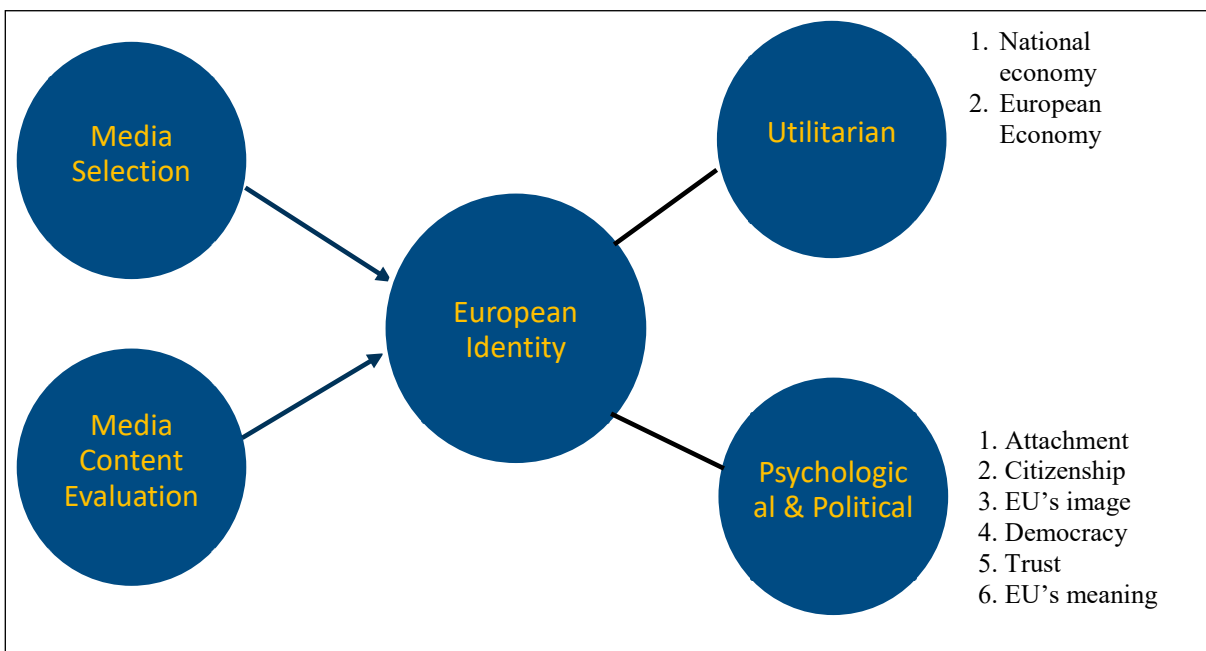 Media
Selection
Media
Content
Evaluation
European
Identity
Utilitarian
1. National
economy
2. European
Economy
Psychologic
al & Political
1. Attachment
2. Citizenship
3. EU’s image
4. Democracy
5. Trust
6. EU’s meaning